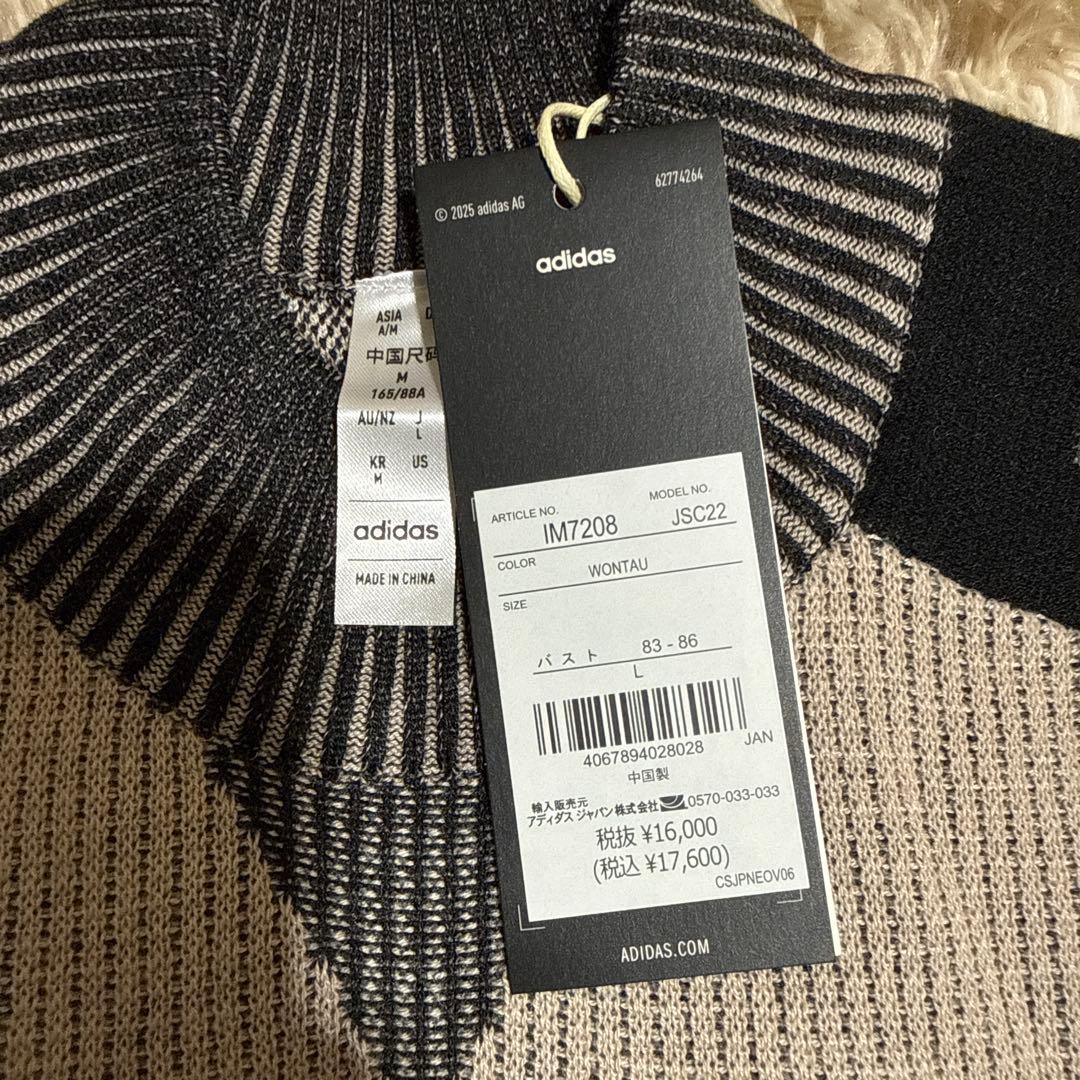 © 2025 adidas AG
62774264
adidas
ARTICLE NO.
IM7208
MODEL NO.
JSC22
COLOR
WONTAU
SIZE
バスト 83 - 86
L
4067894028028
JAN
中国製
輸入販売元
アディダス ジャパン株式会社 0570-033-033
税抜 ¥16,000
(税込 ¥17,600)
CSJPNEOV06
ADIDAS.COM
ASIA
A/M
中国尺码
M
165/88A
AU/NZ J
L
KR US
M
adidas
MADE IN CHINA